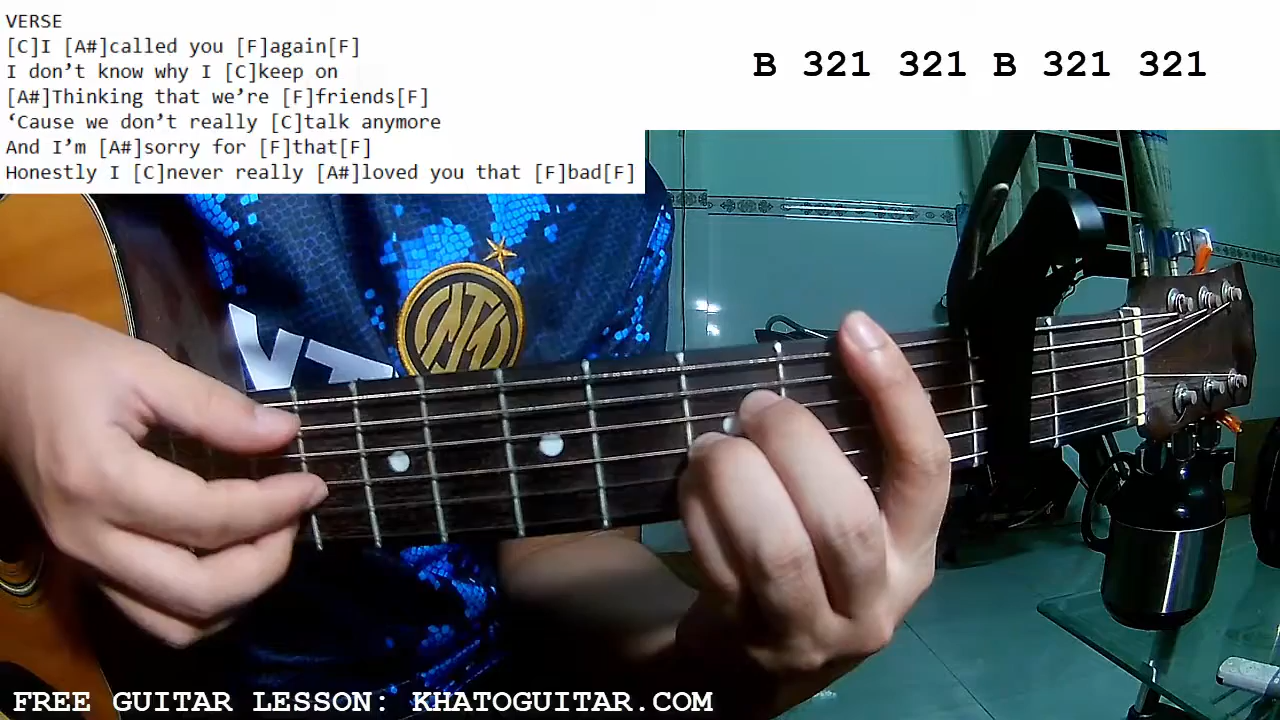 VERSE
[C]I [A#]called you [F]again[F]
I don’t know why I [C]keep on
[A#]Thinking that we’re [F]friends[F]
‘Cause we don’t really [C]talk anymore
And I’m [A#]sorry for [F]that[F]
Honestly I [C]never really [A#]loved you that [F]bad[F]
B 321 321 B 321 321
FREE GUITAR LESSON: KHATOGUITAR.COM